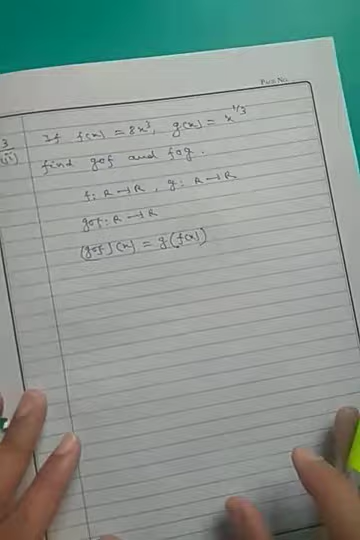 Page No.
3
(ii)
If f(x) = 8x³, g(x) = x^1/3
find gof and fog.
f: R → R, g: R → R
gof: R → R
(gof)(x) = g(f(x))